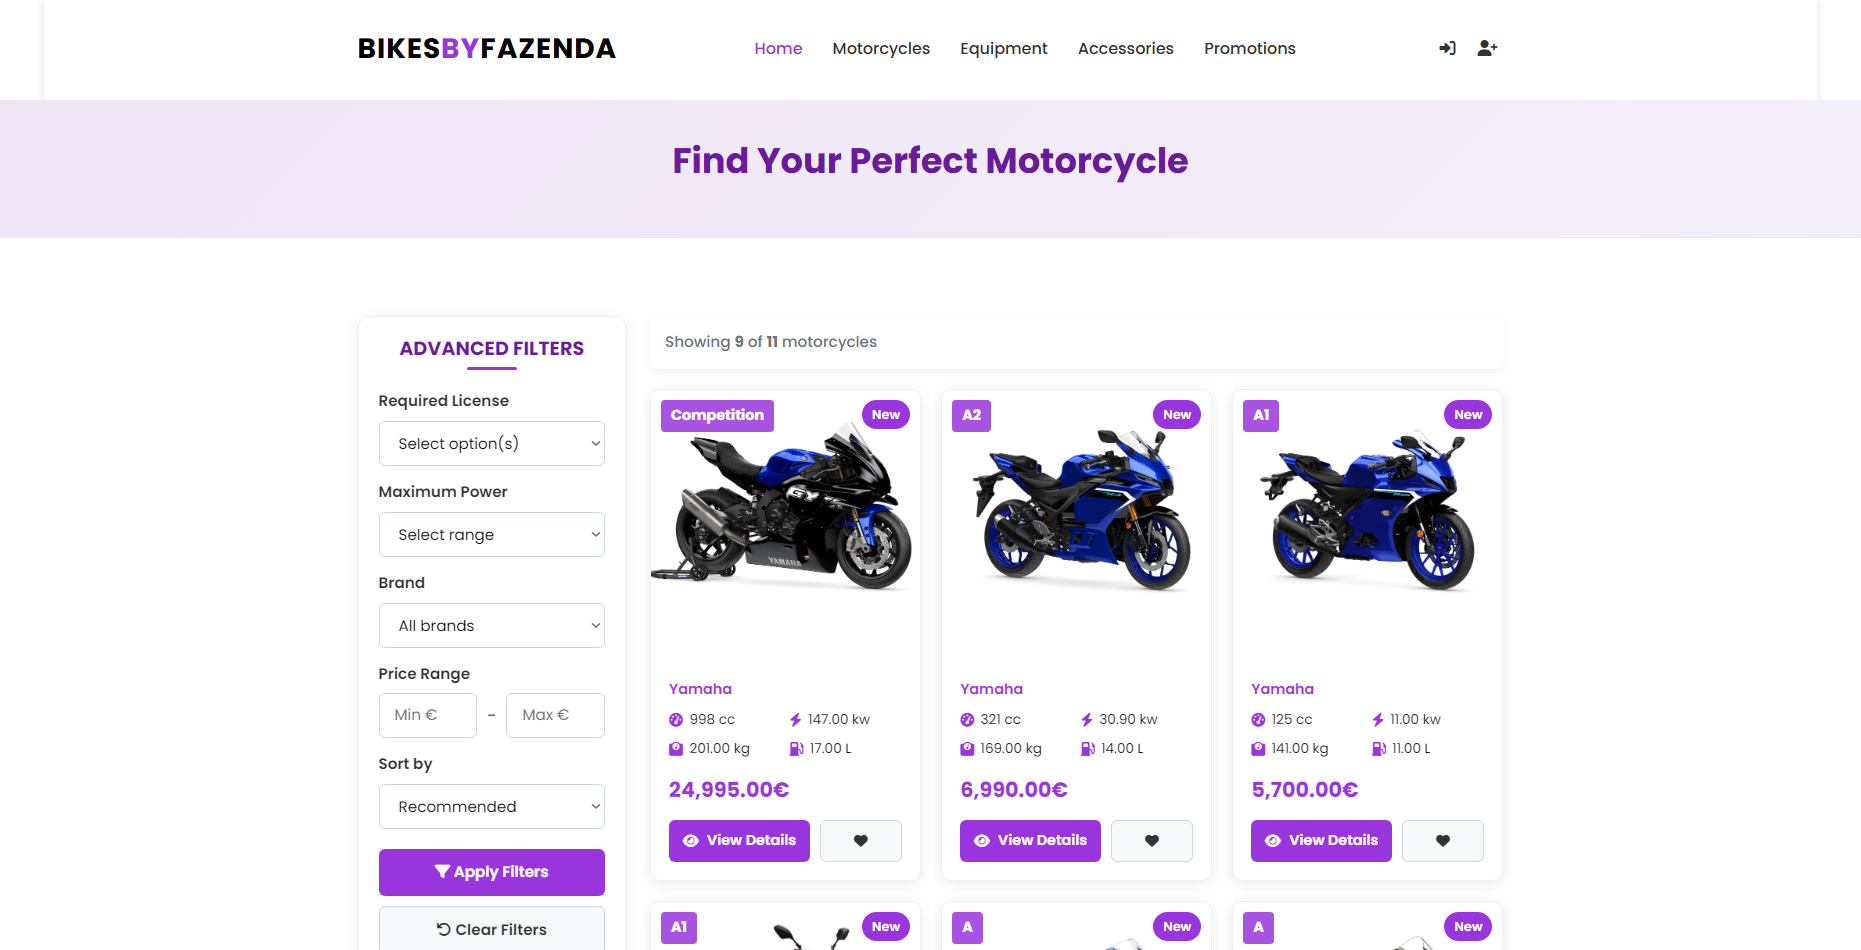 BIKESBYFAZENDA
Home Motorcycles Equipment Accessories Promotions
Find Your Perfect Motorcycle
ADVANCED FILTERS
Required License
Select option(s)
Maximum Power
Select range
Brand
All brands
Price Range
Min € - Max €
Sort by
Recommended
Apply Filters
Clear Filters
Showing 9 of 11 motorcycles
Competition New
YAMAHA
Yamaha
998 cc 147.00 kw
201.00 kg 17.00 L
24,995.00€
View Details
A2 New
Yamaha
321 cc 30.90 kw
169.00 kg 14.00 L
6,990.00€
View Details
A1 New
Yamaha
125 cc 11.00 kw
141.00 kg 11.00 L
5,700.00€
View Details
A1 New
A New
A New